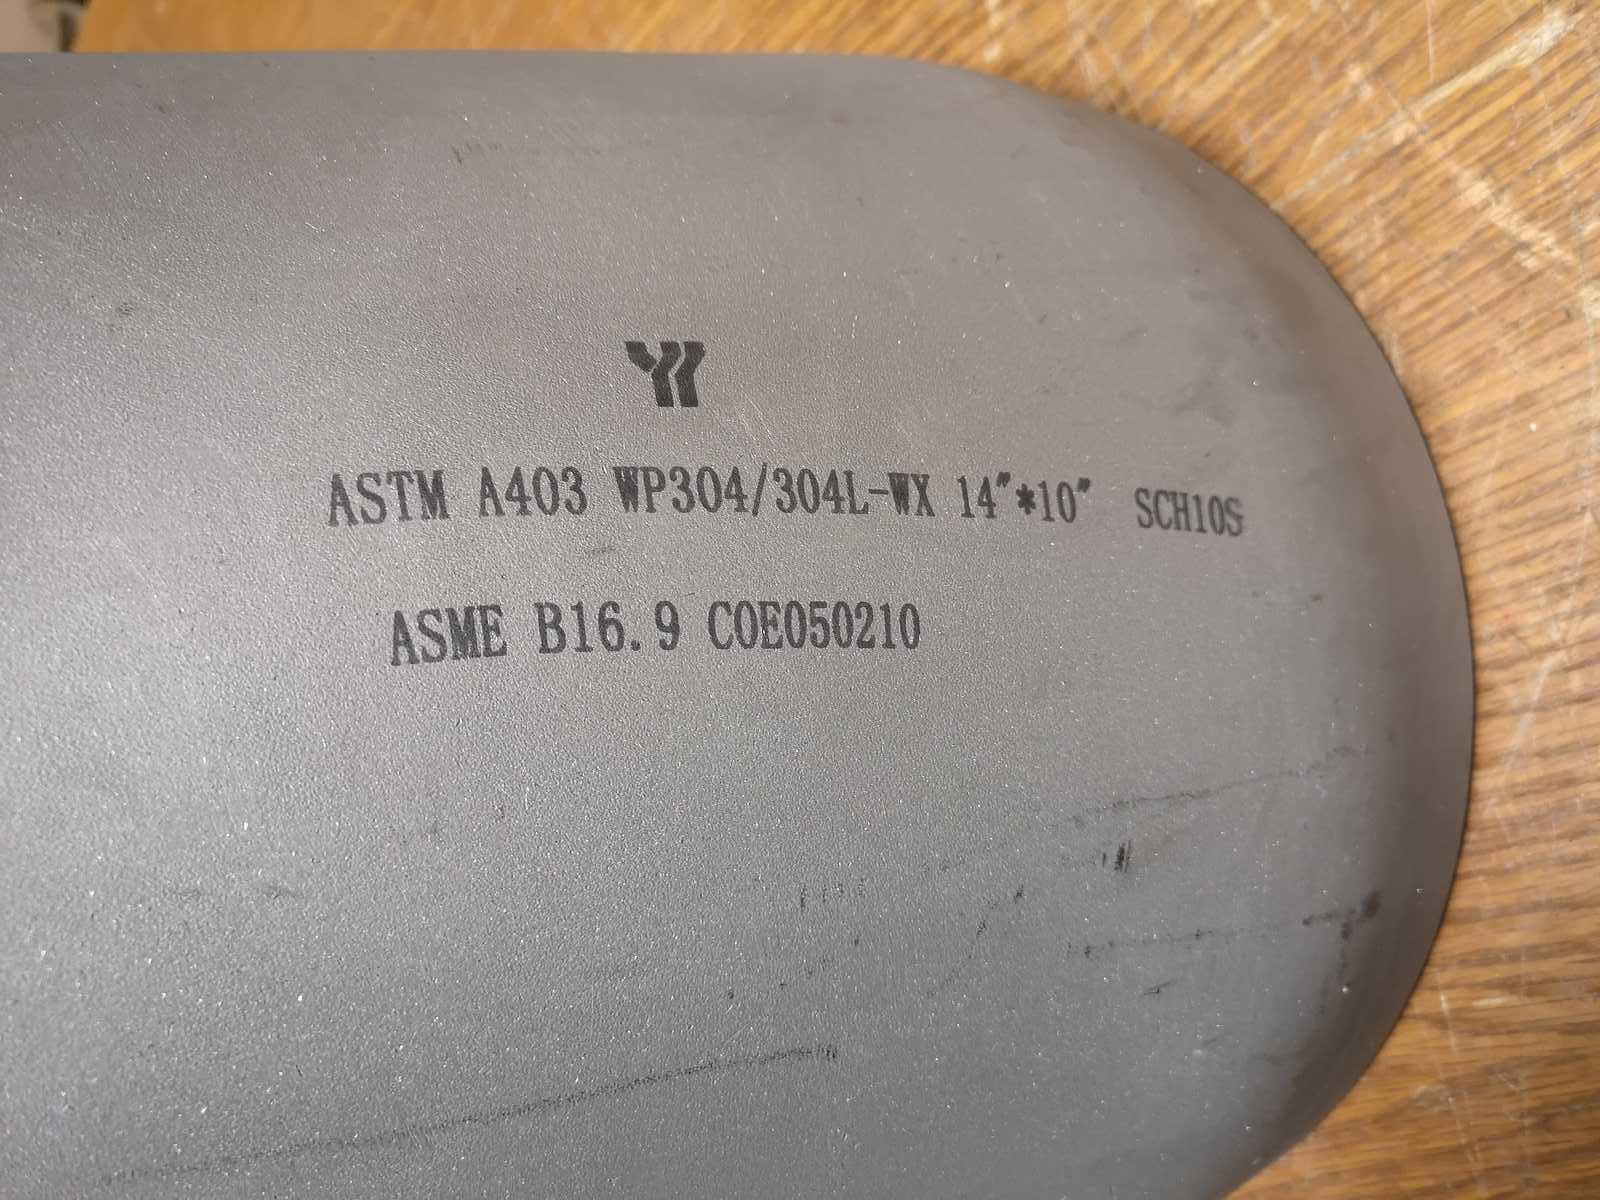 ASTM A403 WP304/304L-WX 14"*10" SCH10S
ASME B16.9 C0E050210